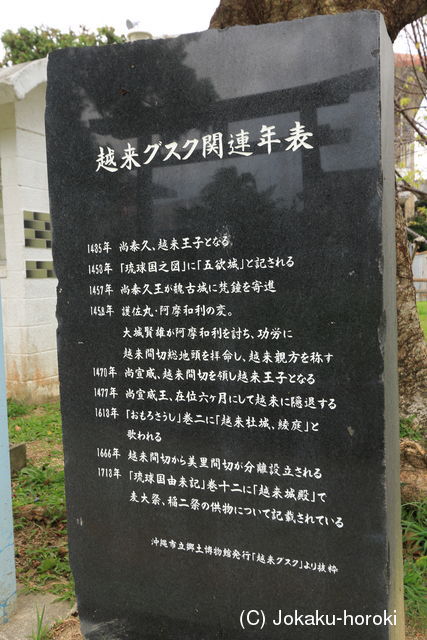 越来グスク関連年表
1435年 尚泰久、越来王子となる
1453年 「琉球国之図」に「五欲城」と記される
1457年 尚泰久王が魏古城に梵鐘を寄進
1458年 護佐丸・阿摩和利の変。
大城賢雄が阿摩和利を討ち、功労に
越来間切総地頭を拝命し、越来親方を称す
1470年 尚宣威、越来間切を領し越来王子となる
1477年 尚宣威王、在位六ヶ月にして越来に隠退する
1613年 「おもろさうし」巻二に「越来杜城、綾庭」と
歌われる
1666年 越来間切から美里間切が分離設立される
1713年 「琉球国由来記」巻十二に「越来城殿」で
麦大祭、稲二祭の供物について記載されている
沖縄市立郷土博物館発行「越来グスク」より抜粋
(C) Jokaku-horoki